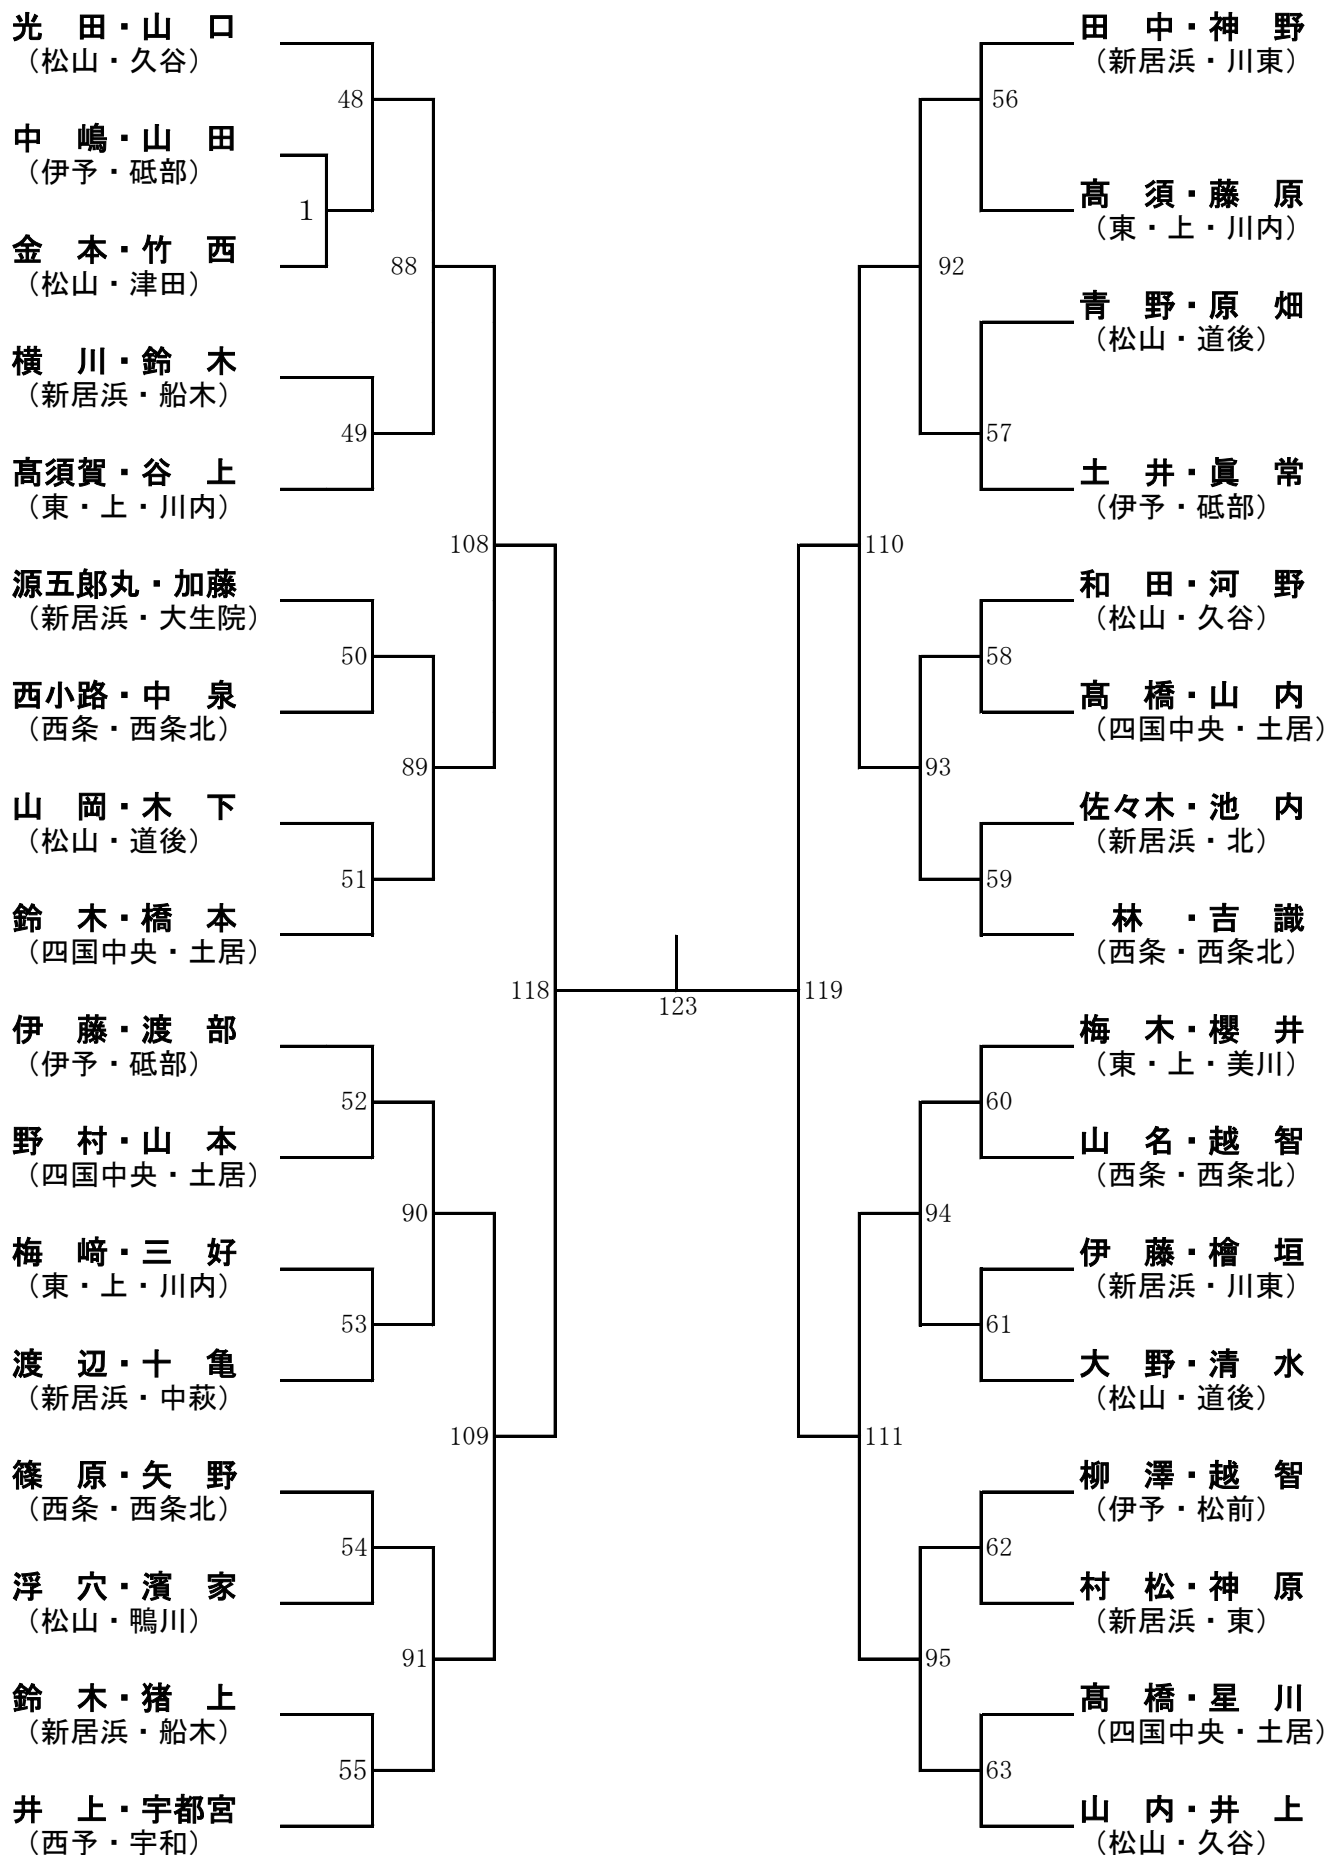 光　田・山　口
（松山・久谷）
48
中　嶋・山　田
（伊予・砥部）
1
金　本・竹　西
（松山・津田）
88
横　川・鈴　木
（新居浜・船木）
49
髙須賀・谷　上
（東・上・川内）
108
源五郎丸・加藤
（新居浜・大生院）
50
西小路・中　泉
（西条・西条北）
89
山　岡・木　下
（松山・道後）
51
鈴　木・橋　本
（四国中央・土居）
118
伊　藤・渡　部
（伊予・砥部）
52
野　村・山　本
（四国中央・土居）
90
梅　﨑・三　好
（東・上・川内）
53
渡　辺・十　亀
（新居浜・中萩）
109
篠　原・矢　野
（西条・西条北）
54
浮　穴・濱　家
（松山・鴨川）
91
鈴　木・猪　上
（新居浜・船木）
55
井　上・宇都宮
（西予・宇和）
123
田　中・神　野
（新居浜・川東）
56
髙　須・藤　原
（東・上・川内）
92
青　野・原　畑
（松山・道後）
57
土　井・眞　常
（伊予・砥部）
110
和　田・河　野
（松山・久谷）
58
髙　橋・山　内
（四国中央・土居）
93
佐々木・池　内
（新居浜・北）
59
林　・吉　識
（西条・西条北）
119
梅　木・櫻　井
（東・上・美川）
60
山　名・越　智
（西条・西条北）
94
伊　藤・檜　垣
（新居浜・川東）
61
大　野・清　水
（松山・道後）
111
柳　澤・越　智
（伊予・松前）
62
村　松・神　原
（新居浜・東）
95
髙　橋・星　川
（四国中央・土居）
63
山　内・井　上
（松山・久谷）